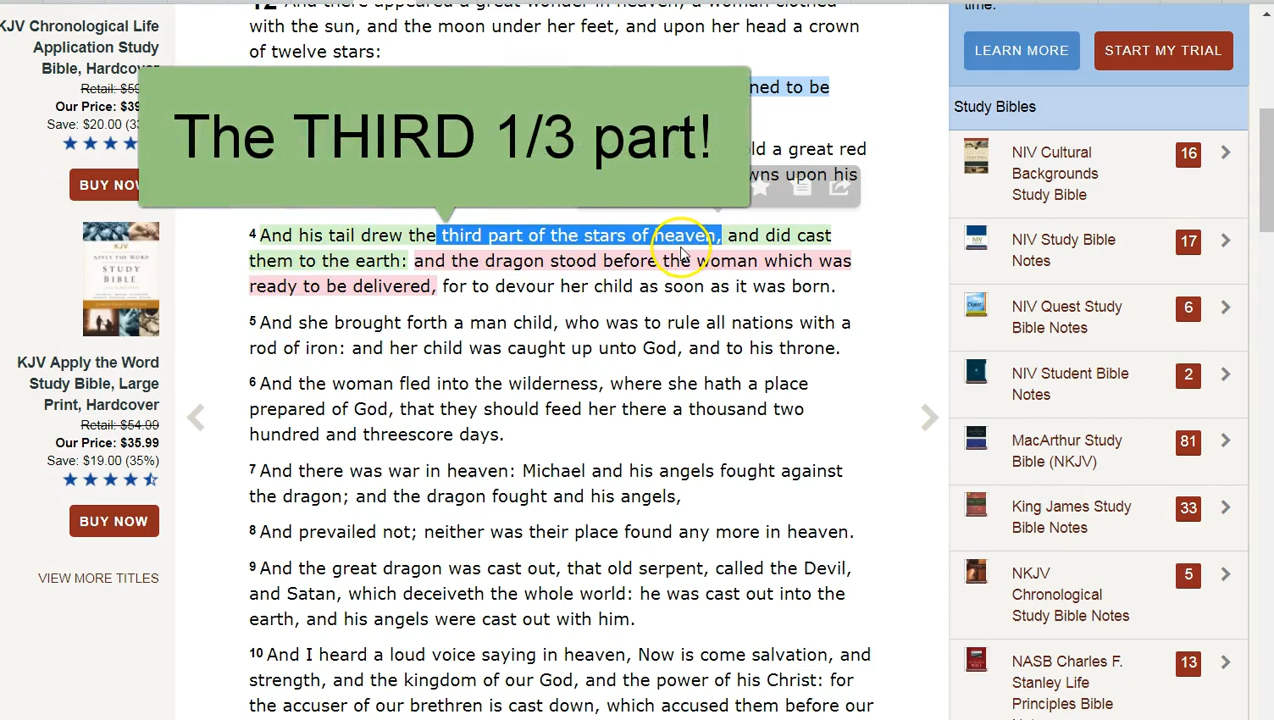 KJV Chronological Life
Application Study
Bible, Hardcover
Retail: $5
Our Price: $39
Save: $20.00
BUY NOW
KJV Apply the Word
Study Bible, Large
Print, Hardcover
Retail: $54.99
Our Price: $35.99
Save: $19.00 (35%)
BUY NOW
VIEW MORE TITLES
12 And there appeared a great wonder in heaven; a woman clothed
with the sun, and the moon under her feet, and upon her head a crown
of twelve stars:
ned to be
The THIRD 1/3 part!
ld a great red
wns upon his
4 And his tail drew the third part of the stars of heaven, and did cast
them to the earth: and the dragon stood before the woman which was
ready to be delivered, for to devour her child as soon as it was born.
5 And she brought forth a man child, who was to rule all nations with a
rod of iron: and her child was caught up unto God, and to his throne.
6 And the woman fled into the wilderness, where she hath a place
prepared of God, that they should feed her there a thousand two
hundred and threescore days.
7 And there was war in heaven: Michael and his angels fought against
the dragon; and the dragon fought and his angels,
8 And prevailed not; neither was their place found any more in heaven.
9 And the great dragon was cast out, that old serpent, called the Devil,
and Satan, which deceiveth the whole world: he was cast out into the
earth, and his angels were cast out with him.
10 And I heard a loud voice saying in heaven, Now is come salvation, and
strength, and the kingdom of our God, and the power of his Christ: for
the accuser of our brethren is cast down, which accused them before our
time.
LEARN MORE
START MY TRIAL
Study Bibles
NIV Cultural
Backgrounds
Study Bible
16
NIV Study Bible
Notes
17
NIV Quest Study
Bible Notes
6
NIV Student Bible
Notes
2
MacArthur Study
Bible (NKJV)
81
King James Study
Bible Notes
33
NKJV
Chronological
Study Bible Notes
5
NASB Charles F.
Stanley Life
Principles Bible
13